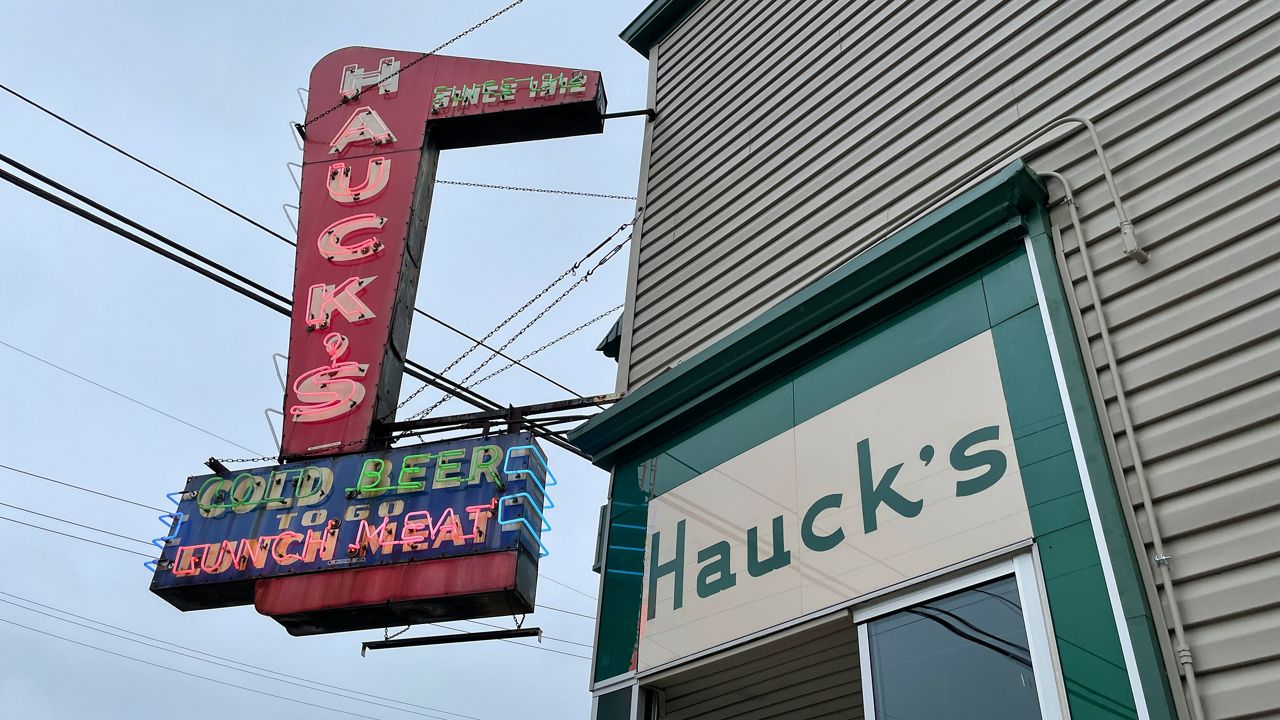 HAUCK'S
SINCE 1912
COLD BEER
TO GO
LUNCH MEAT
Hauck's